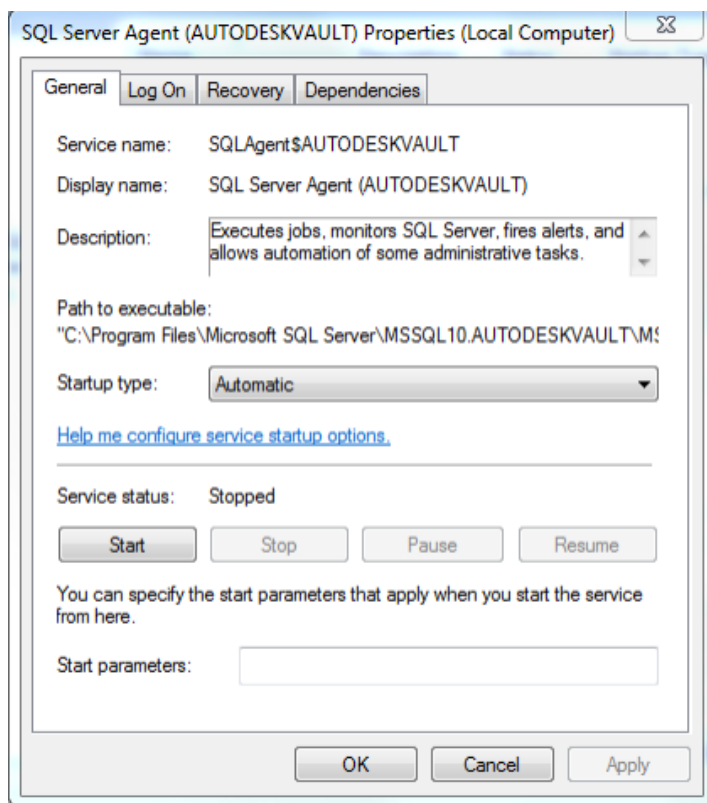 SQL Server Agent (AUTODESKVAULT) Properties (Local Computer)
General Log On Recovery Dependencies
Service name: SQLAgent$AUTODESKVAULT
Display name: SQL Server Agent (AUTODESKVAULT)
Description: Executes jobs, monitors SQL Server, fires alerts, and
allows automation of some administrative tasks.
Path to executable:
"C:\Program Files\Microsoft SQL Server\MSSQL10.AUTODESKVAULT\MS
Startup type: Automatic
Help me configure service startup options.
Service status: Stopped
Start Stop Pause Resume
You can specify the start parameters that apply when you start the service
from here.
Start parameters:
OK Cancel Apply